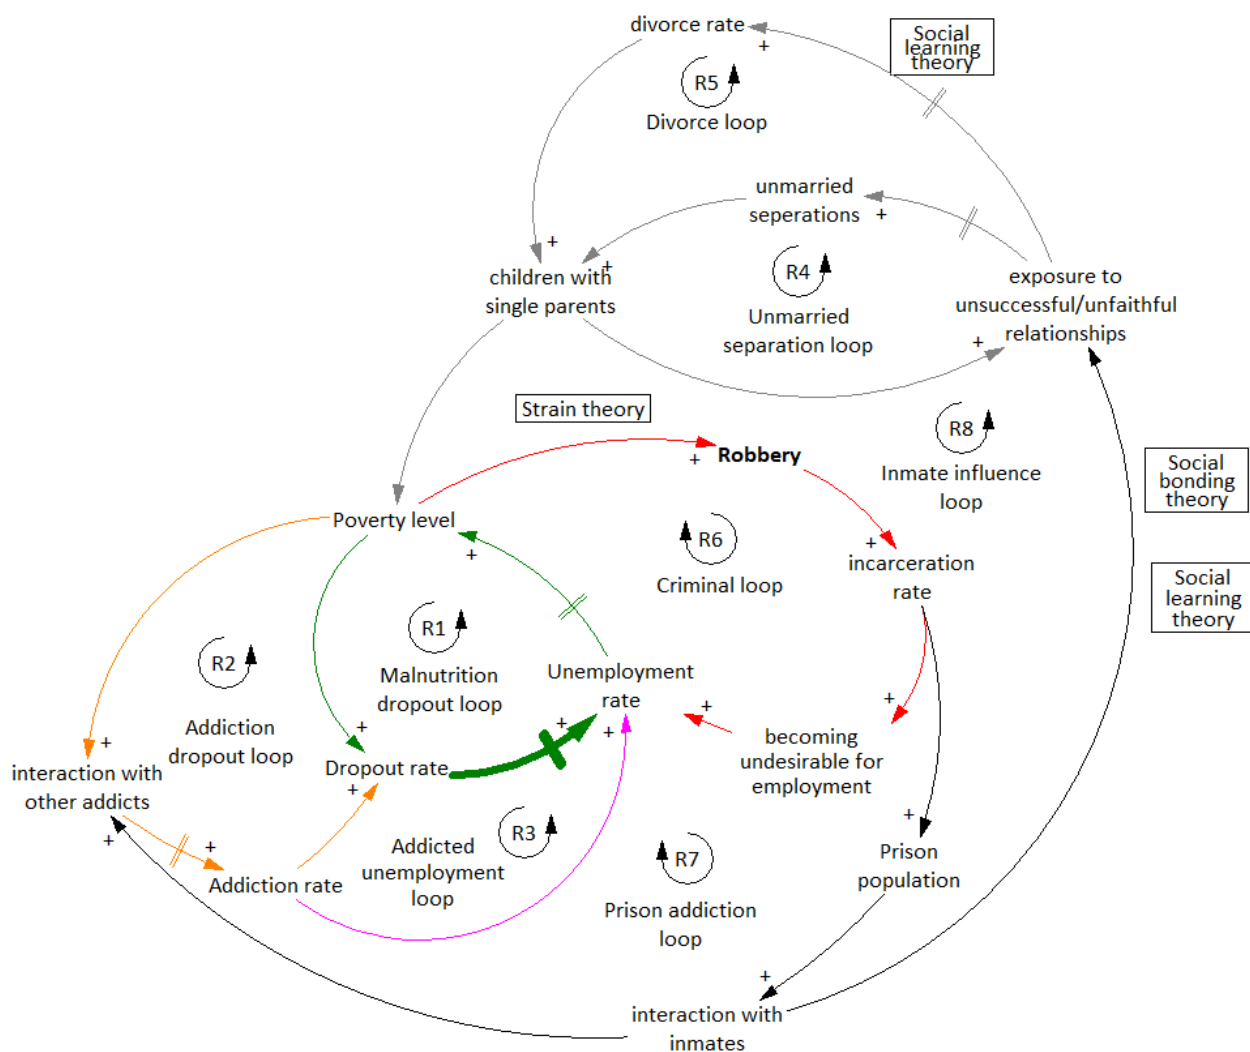 divorce rate
+
Social
learning
theory
R5
Divorce loop
unmarried
seperations
+
+
+
children with
single parents
R4
Unmarried
separation loop
exposure to
unsuccessful/unfaithful
relationships
+
Strain theory
+
Robbery
R8
Inmate influence
loop
Social
bonding
theory
Poverty level
+
R6
Criminal loop
+
incarceration
rate
Social
learning
theory
R1
Malnutrition
dropout loop
R2
Addiction
dropout loop
Unemployment
rate
+
+
+
+
becoming
undesirable for
employment
+
+
interaction with
other addicts
Dropout rate
+
+
+
Addiction rate
R3
Addicted
unemployment
loop
R7
Prison addiction
loop
+
Prison
population
+
interaction with
inmates